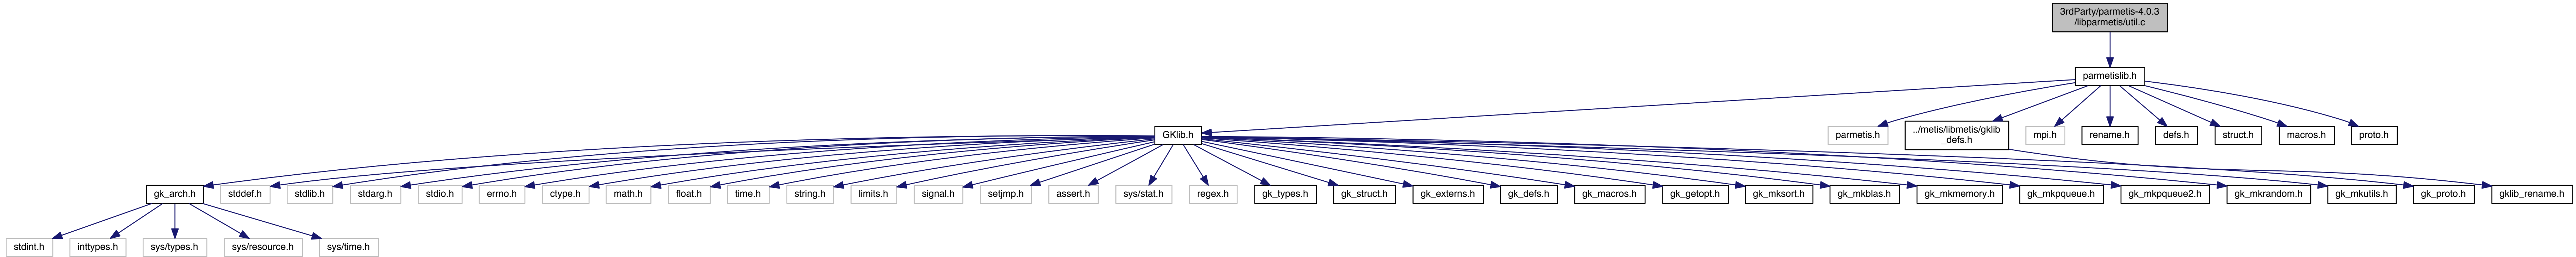 3rdParty/parmetis-4.0.3
/libparmetis/util.c
parmetislib.h
GKlib.h
parmetis.h
../metis/libmetis/gklib
_defs.h
mpi.h
rename.h
defs.h
struct.h
macros.h
proto.h
gk_arch.h
stddef.h
stdlib.h
stdarg.h
stdio.h
errno.h
ctype.h
math.h
float.h
time.h
string.h
limits.h
signal.h
setjmp.h
assert.h
sys/stat.h
regex.h
gk_types.h
gk_struct.h
gk_externs.h
gk_defs.h
gk_macros.h
gk_getopt.h
gk_mksort.h
gk_mkblas.h
gk_mkmemory.h
gk_mkpqueue.h
gk_mkpqueue2.h
gk_mkrandom.h
gk_mkutils.h
gk_proto.h
gklib_rename.h
stdint.h
inttypes.h
sys/types.h
sys/resource.h
sys/time.h